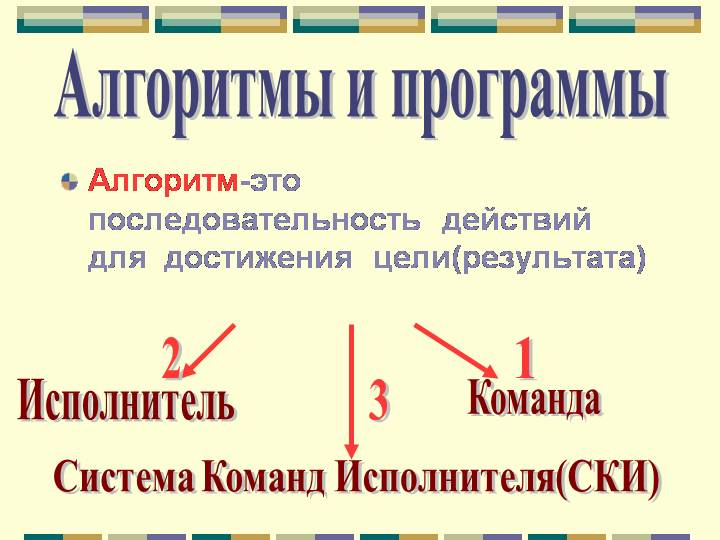 Алгоритмы и программы
Алгоритм-это
последовательность действий
для достижения цели(результата)
2
1
Исполнитель
3
Команда
Система Команд Исполнителя(СКИ)